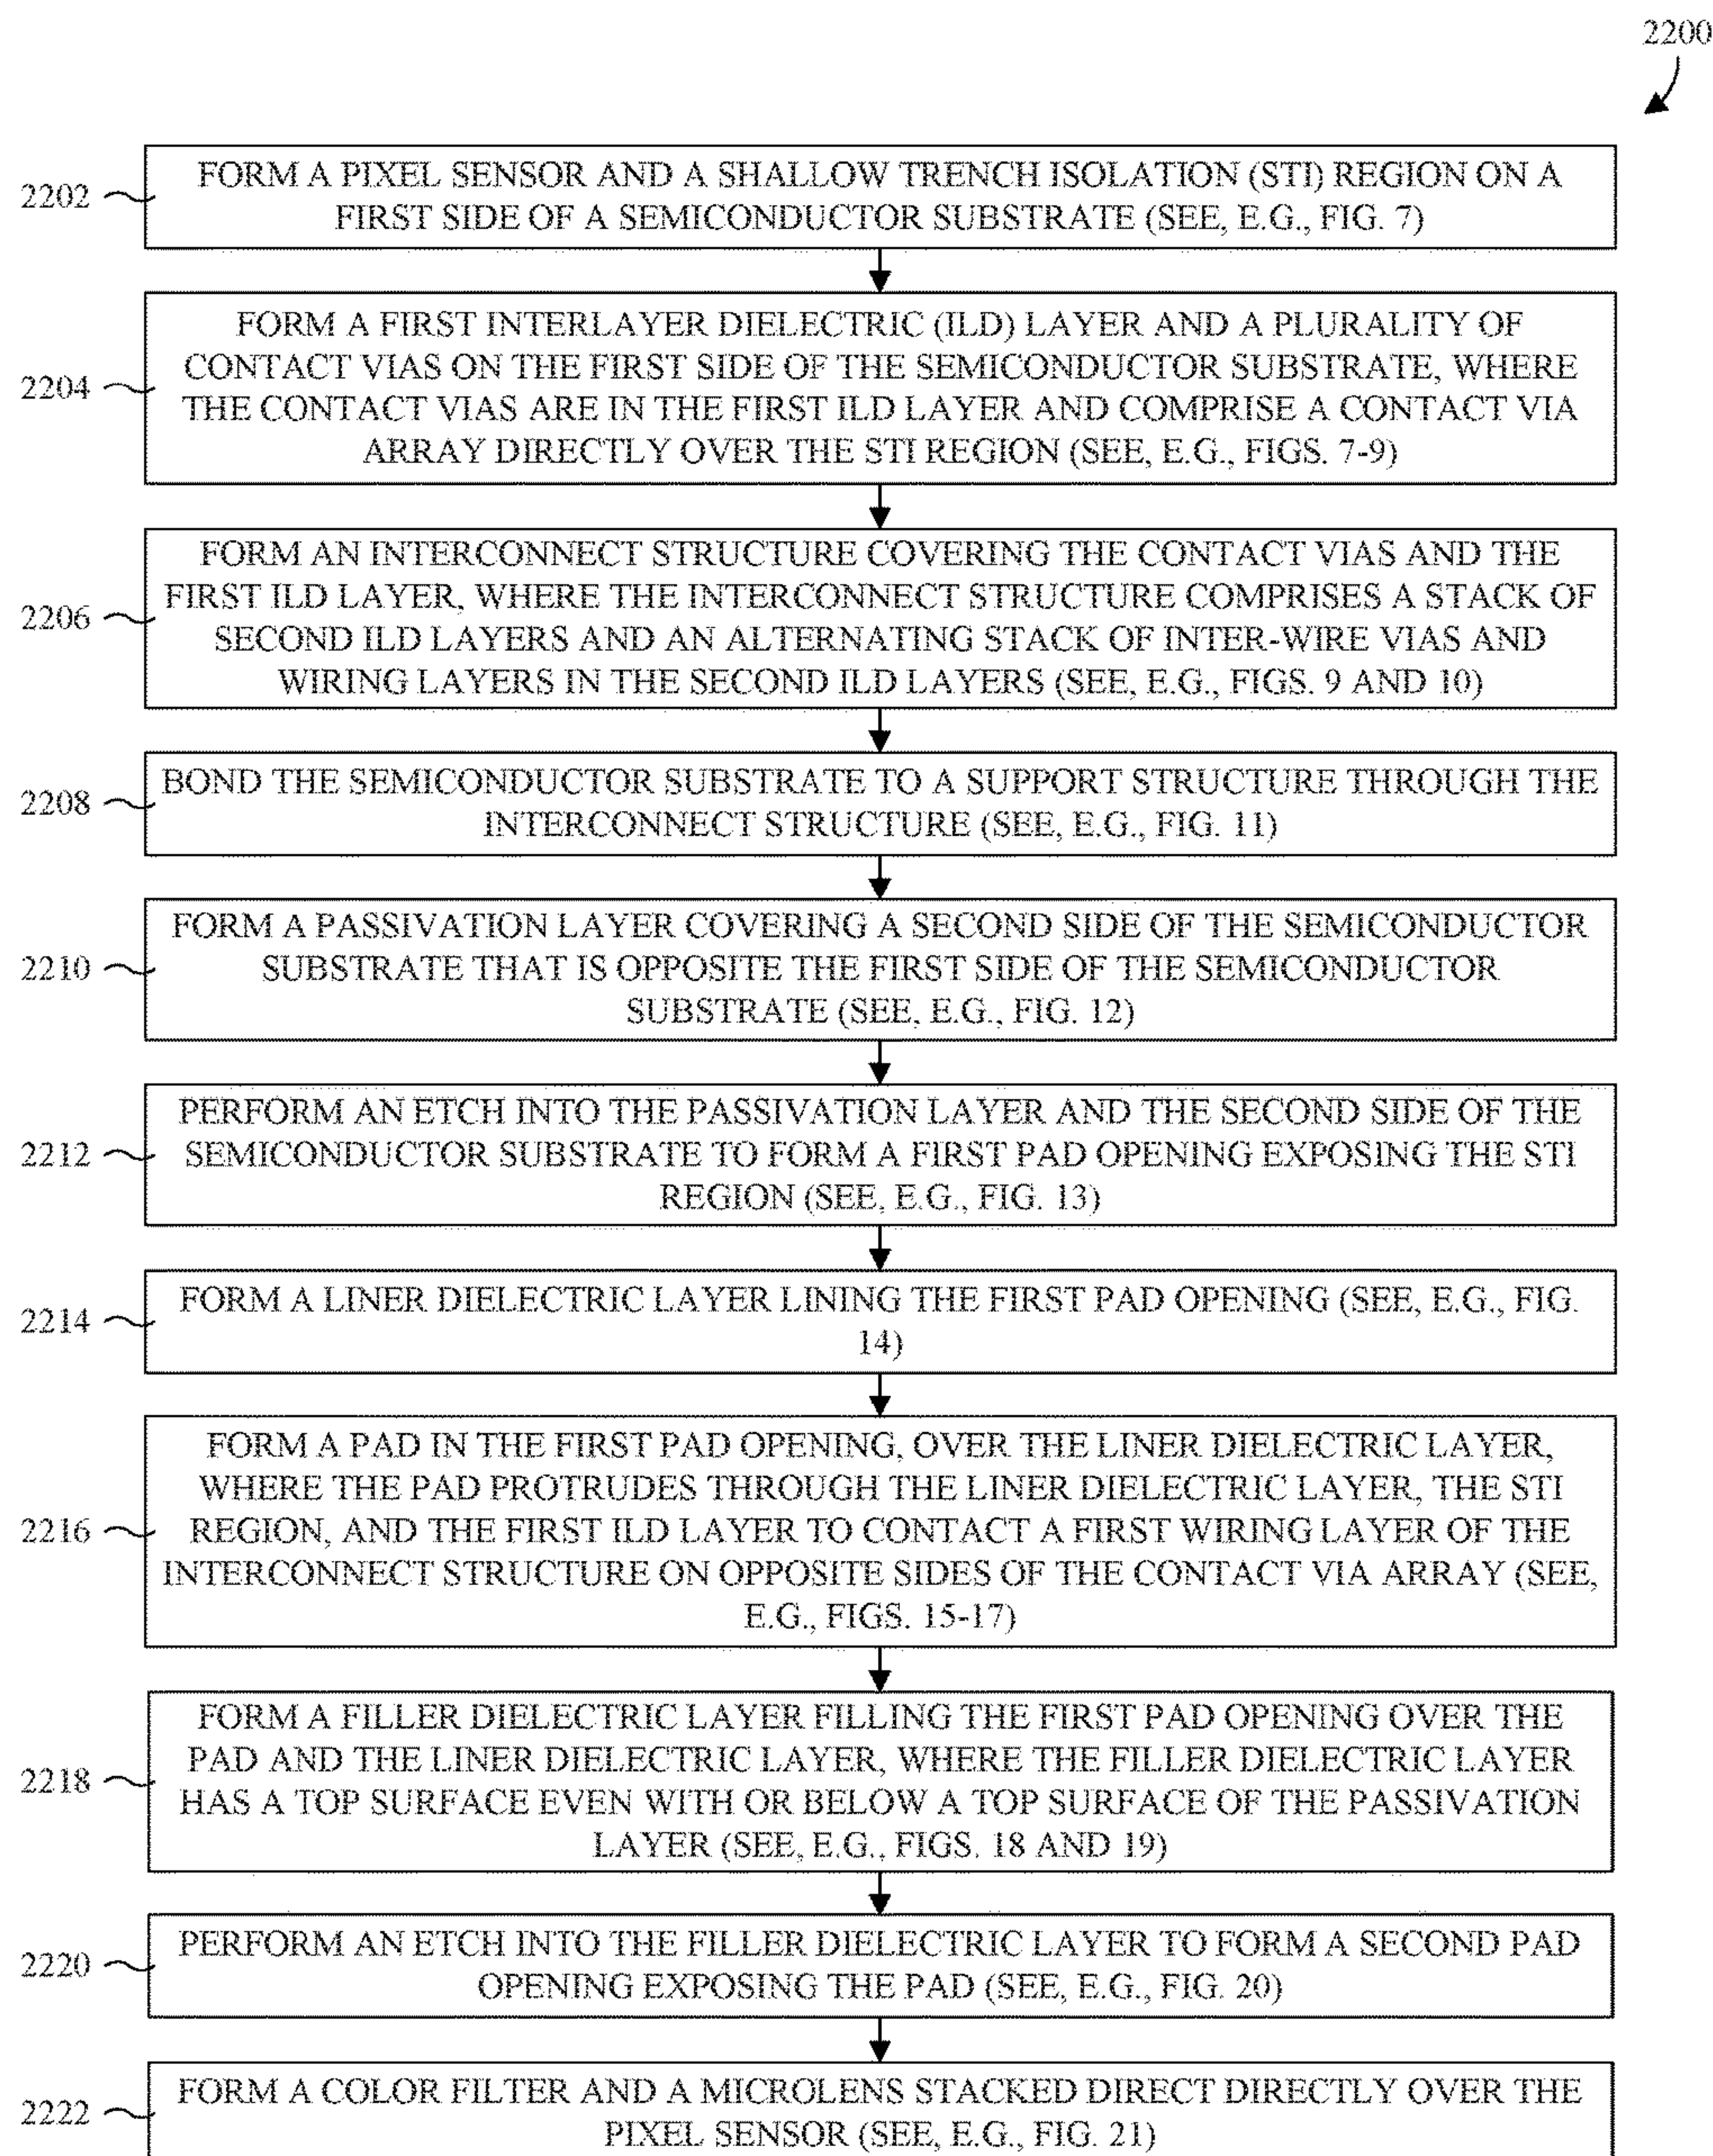 2200
2202
FORM A PIXEL SENSOR AND A SHALLOW TRENCH ISOLATION (STI) REGION ON A
FIRST SIDE OF A SEMICONDUCTOR SUBSTRATE (SEE, E.G., FIG. 7)
2204
FORM A FIRST INTERLAYER DIELECTRIC (ILD) LAYER AND A PLURALITY OF
CONTACT VIAS ON THE FIRST SIDE OF THE SEMICONDUCTOR SUBSTRATE, WHERE
THE CONTACT VIAS ARE IN THE FIRST ILD LAYER AND COMPRISE A CONTACT VIA
ARRAY DIRECTLY OVER THE STI REGION (SEE, E.G., FIGS. 7-9)
2206
FORM AN INTERCONNECT STRUCTURE COVERING THE CONTACT VIAS AND THE
FIRST ILD LAYER, WHERE THE INTERCONNECT STRUCTURE COMPRISES A STACK OF
SECOND ILD LAYERS AND AN ALTERNATING STACK OF INTER-WIRE VIAS AND
WIRING LAYERS IN THE SECOND ILD LAYERS (SEE, E.G., FIGS. 9 AND 10)
2208
BOND THE SEMICONDUCTOR SUBSTRATE TO A SUPPORT STRUCTURE THROUGH THE
INTERCONNECT STRUCTURE (SEE, E.G., FIG. 11)
2210
FORM A PASSIVATION LAYER COVERING A SECOND SIDE OF THE SEMICONDUCTOR
SUBSTRATE THAT IS OPPOSITE THE FIRST SIDE OF THE SEMICONDUCTOR
SUBSTRATE (SEE, E.G., FIG. 12)
2212
PERFORM AN ETCH INTO THE PASSIVATION LAYER AND THE SECOND SIDE OF THE
SEMICONDUCTOR SUBSTRATE TO FORM A FIRST PAD OPENING EXPOSING THE STI
REGION (SEE, E.G., FIG. 13)
2214
FORM A LINER DIELECTRIC LAYER LINING THE FIRST PAD OPENING (SEE, E.G., FIG.
14)
2216
FORM A PAD IN THE FIRST PAD OPENING, OVER THE LINER DIELECTRIC LAYER,
WHERE THE PAD PROTRUDES THROUGH THE LINER DIELECTRIC LAYER, THE STI
REGION, AND THE FIRST ILD LAYER TO CONTACT A FIRST WIRING LAYER OF THE
INTERCONNECT STRUCTURE ON OPPOSITE SIDES OF THE CONTACT VIA ARRAY (SEE,
E.G., FIGS. 15-17)
2218
FORM A FILLER DIELECTRIC LAYER FILLING THE FIRST PAD OPENING OVER THE
PAD AND THE LINER DIELECTRIC LAYER, WHERE THE FILLER DIELECTRIC LAYER
HAS A TOP SURFACE EVEN WITH OR BELOW A TOP SURFACE OF THE PASSIVATION
LAYER (SEE, E.G., FIGS. 18 AND 19)
2220
PERFORM AN ETCH INTO THE FILLER DIELECTRIC LAYER TO FORM A SECOND PAD
OPENING EXPOSING THE PAD (SEE, E.G., FIG. 20)
2222
FORM A COLOR FILTER AND A MICROLENS STACKED DIRECT DIRECTLY OVER THE
PIXEL SENSOR (SEE, E.G., FIG. 21)